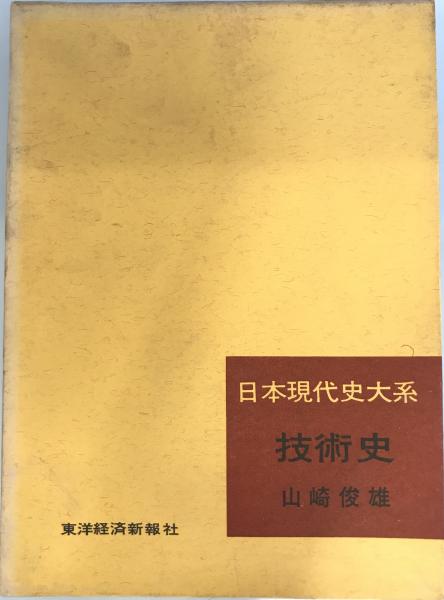 日本現代史大系
技術史
山崎俊雄
東洋経済新報社